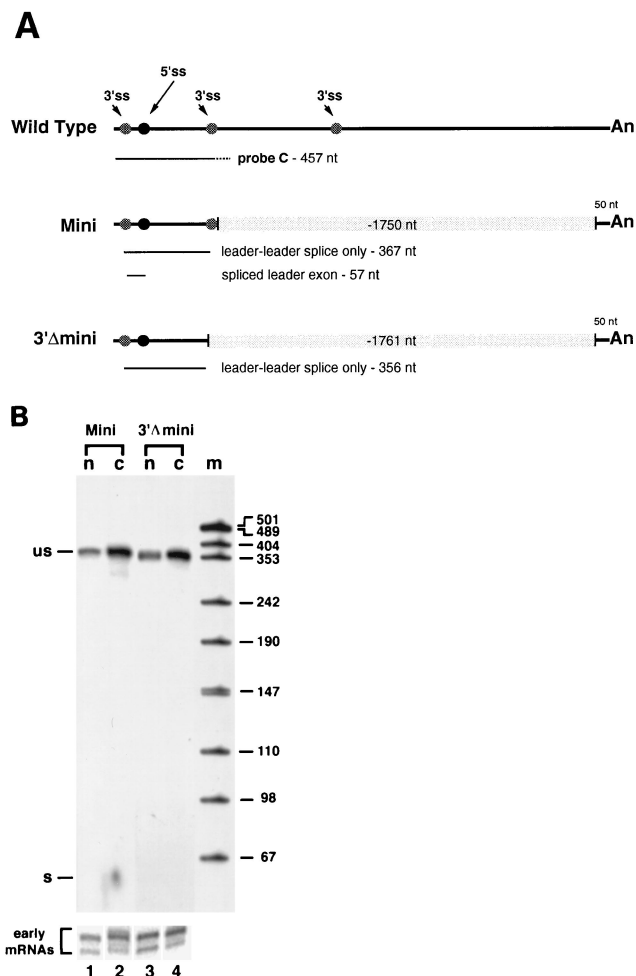 A
5'ss
3'ss 3'ss 3'ss
Wild Type An
probe C - 457 nt
50 nt
Mini -1750 nt An
leader-leader splice only - 367 nt
spliced leader exon - 57 nt
50 nt
3'Δmini -1761 nt An
leader-leader splice only - 356 nt
B
Mini 3'Δmini
n c n c m
501
489
us 404
353
242
190
147
110
98
67
s
early
mRNAs
1 2 3 4